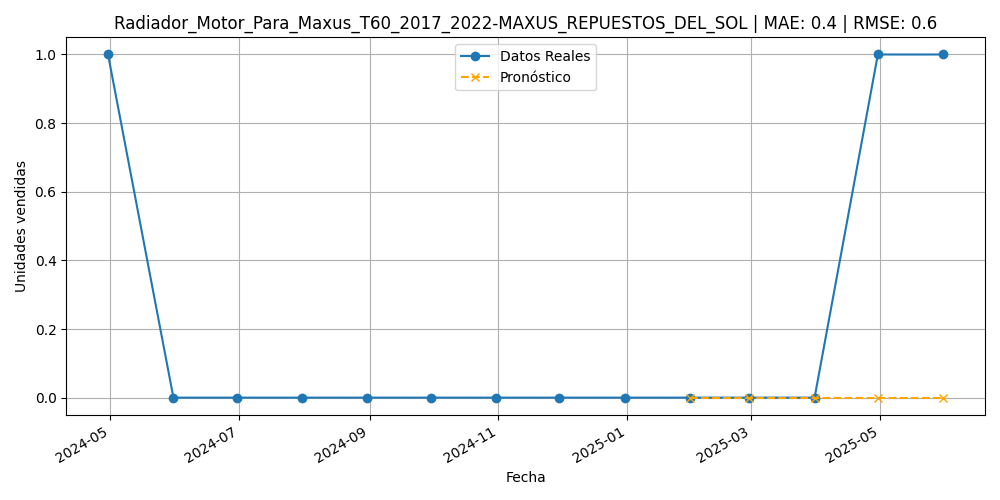 Radiador_Motor_Para_Maxus_T60_2017_2022-MAXUS_REPUESTOS_DEL_SOL | MAE: 0.4 | RMSE: 0.6
Datos Reales
Pronóstico
Unidades vendidas
1.0
0.8
0.6
0.4
0.2
0.0
2024-05
2024-07
2024-09
2024-11
2025-01
2025-03
2025-05
Fecha